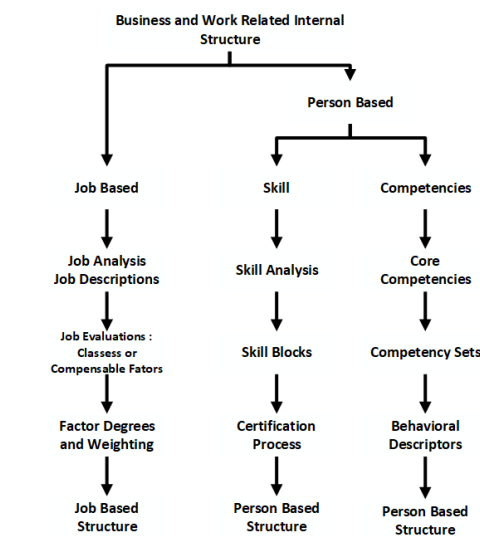 Business and Work Related Internal
Structure
Person Based
Job Based
Skill
Competencies
Job Analysis
Job Descriptions
Skill Analysis
Core
Competencies
Job Evaluations :
Classess or
Compensable Fators
Skill Blocks
Competency Sets
Factor Degrees
and Weighting
Certification
Process
Behavioral
Descriptors
Job Based
Structure
Person Based
Structure
Person Based
Structure